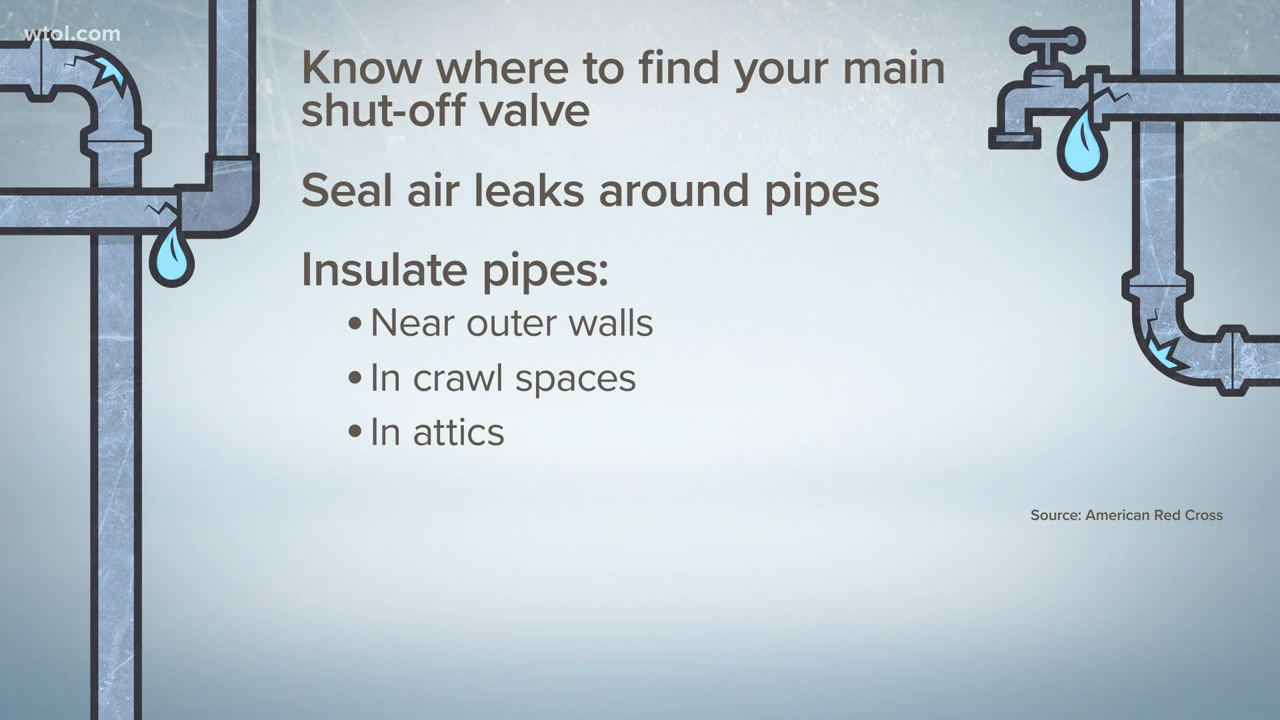 wtol.com
Know where to find your main
shut-off valve
Seal air leaks around pipes
Insulate pipes:
• Near outer walls
• In crawl spaces
• In attics
Source: American Red Cross